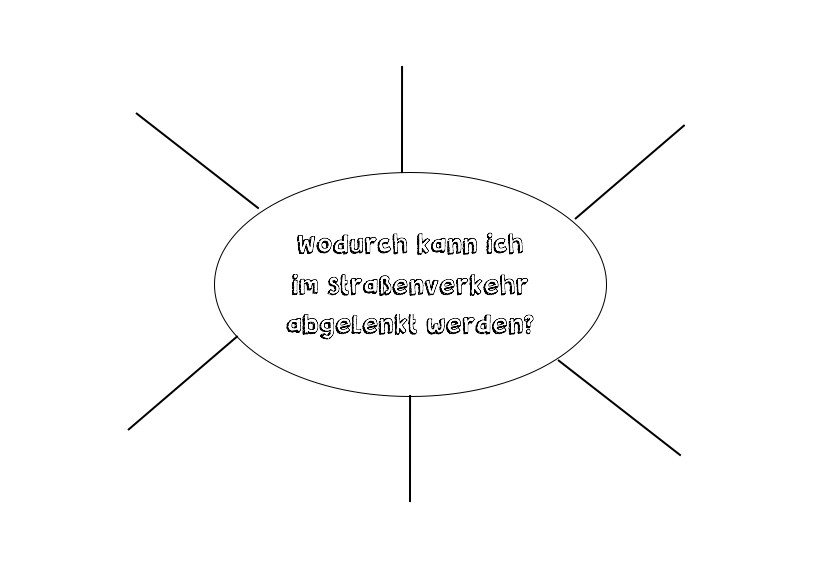 Wodurch kann ich
im Straßenverkehr
abgelenkt werden?